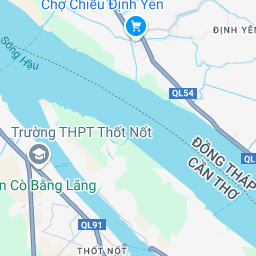 Chợ Chiếu Định Yên
ĐỊNH YÊN
Sông Hậu
QL54
Trường THPT Thốt Nốt
ĐỒNG THÁP
CẦN THƠ
n Cò Bằng Lăng
QL91
THỐT NỐT